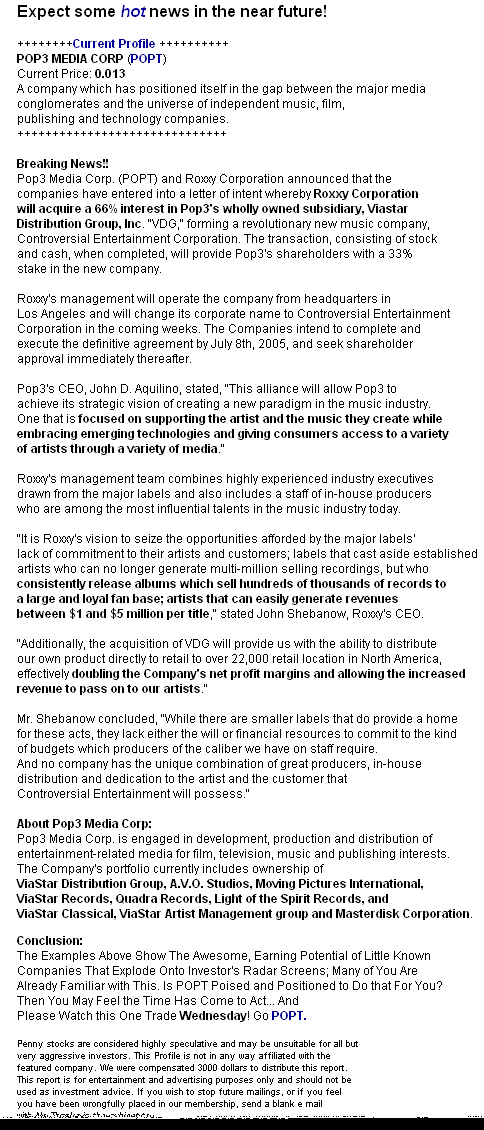 Expect some hot news in the near future!
++++++++Current Profile ++++++++++
POP3 MEDIA CORP (POPT)
Current Price: 0.013
A company which has positioned itself in the gap between the major media
conglomerates and the universe of independent music, film,
publishing and technology companies.
++++++++++++++++++++++++++++++
Breaking News!!
Pop3 Media Corp. (POPT) and Roxxy Corporation announced that the
companies have entered into a letter of intent whereby Roxxy Corporation
will acquire a 66% interest in Pop3's wholly owned subsidiary, Viastar
Distribution Group, Inc. "VDG," forming a revolutionary new music company,
Controversial Entertainment Corporation. The transaction, consisting of stock
and cash, when completed, will provide Pop3's shareholders with a 33%
stake in the new company.
Roxxy's management will operate the company from headquarters in
Los Angeles and will change its corporate name to Controversial Entertainment
Corporation in the coming weeks. The Companies intend to complete and
execute the definitive agreement by July 8th, 2005, and seek shareholder
approval immediately thereafter.
Pop3's CEO, John D. Aquilino, stated, "This alliance will allow Pop3 to
achieve its strategic vision of creating a new paradigm in the music industry.
One that is focused on supporting the artist and the music they create while
embracing emerging technologies and giving consumers access to a variety
of artists through a variety of media."
Roxxy's management team combines highly experienced industry executives
drawn from the major labels and also includes a staff of in-house producers
who are among the most influential talents in the music industry today.
"It is Roxxy's vision to seize the opportunities afforded by the major labels'
lack of commitment to their artists and customers; labels that cast aside established
artists who can no longer generate multi-million selling recordings, but who
consistently release albums which sell hundreds of thousands of records to
a large and loyal fan base; artists that can easily generate revenues
between $1 and $5 million per title," stated John Shebanow, Roxxy's CEO.
"Additionally, the acquisition of VDG will provide us with the ability to distribute
our own product directly to retail to over 22,000 retail location in North America,
effectively doubling the Company's net profit margins and allowing the increased
revenue to pass on to our artists."
Mr. Shebanow concluded, "While there are smaller labels that do provide a home
for these acts, they lack either the will or financial resources to commit to the kind
of budgets which producers of the caliber we have on staff require.
And no company has the unique combination of great producers, in-house
distribution and dedication to the artist and the customer that
Controversial Entertainment will possess."
About Pop3 Media Corp:
Pop3 Media Corp. is engaged in development, production and distribution of
entertainment-related media for film, television, music and publishing interests.
The Company's portfolio currently includes ownership of
ViaStar Distribution Group, A.V.O. Studios, Moving Pictures International,
ViaStar Records, Quadra Records, Light of the Spirit Records, and
ViaStar Classical, ViaStar Artist Management group and Masterdisk Corporation.
Conclusion:
The Examples Above Show The Awesome, Earning Potential of Little Known
Companies That Explode Onto Investor's Radar Screens; Many of You Are
Already Familiar with This. Is POPT Poised and Positioned to Do that For You?
Then You May Feel the Time Has Come to Act... And
Please Watch this One Trade Wednesday! Go POPT.
Penny stocks are considered highly speculative and may be unsuitable for all but
very aggressive investors. This Profile is not in any way affiliated with the
featured company. We were compensated 3000 dollars to distribute this report.
This report is for entertainment and advertising purposes only and should not be
used as investment advice. If you wish to stop future mailings, or if you feel
you have been wrongfully placed in our membership, send a blank e mail